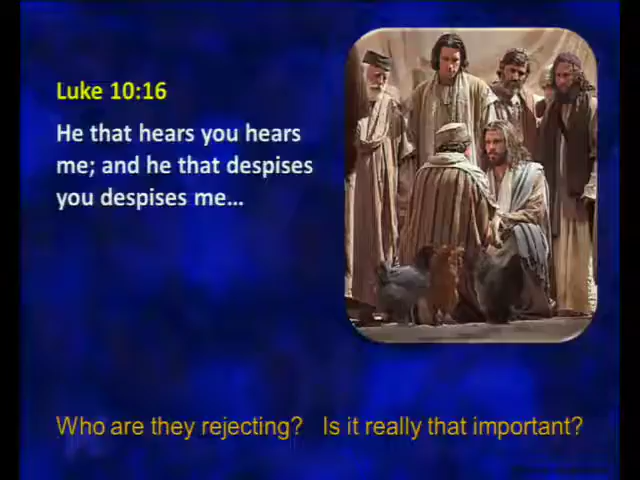 Luke 10:16
He that hears you hears
me; and he that despises
you despises me...
Who are they rejecting?   Is it really that important?